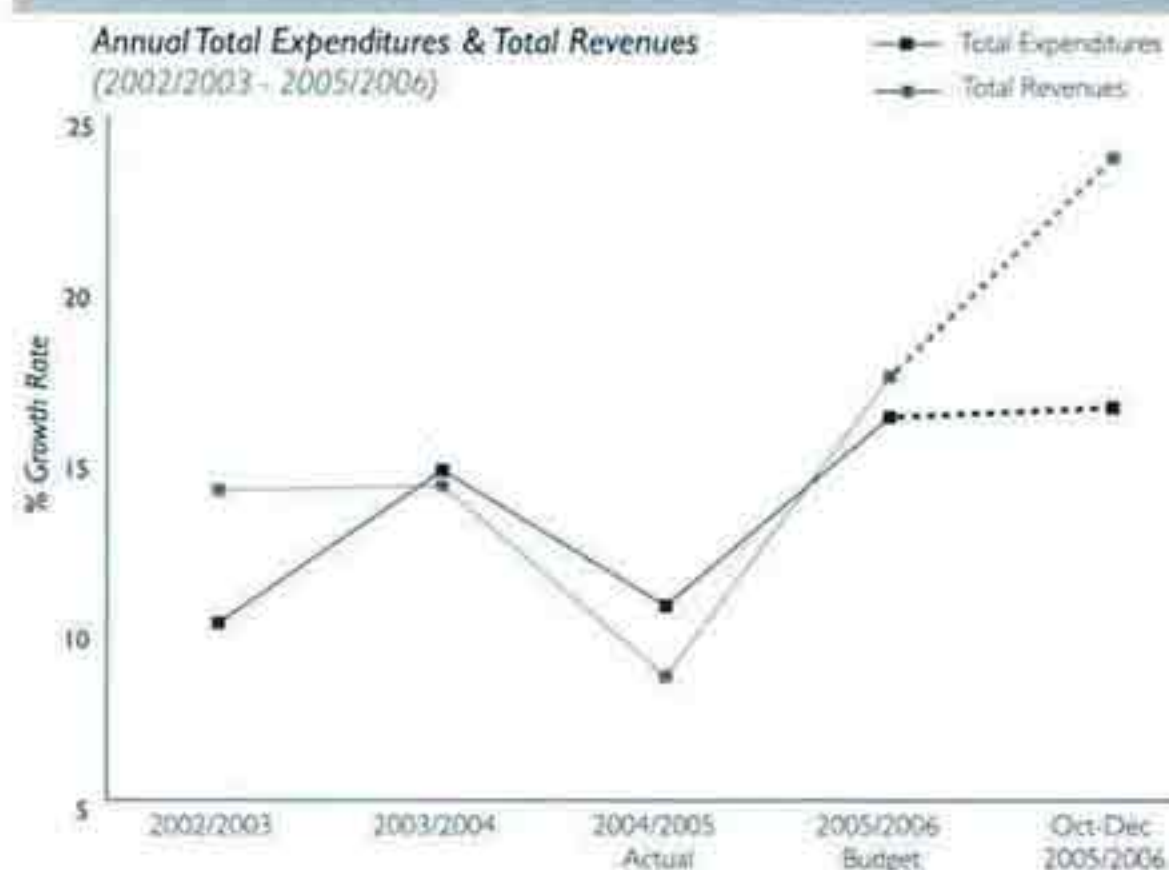 Annual Total Expenditures & Total Revenues
(2002/2003 - 2005/2006)
Total Expenditures
Total Revenues
% Growth Rate
25
20
15
10
5
2002/2003
2003/2004
2004/2005
Actual
2005/2006
Budget
Oct-Dec
2005/2006